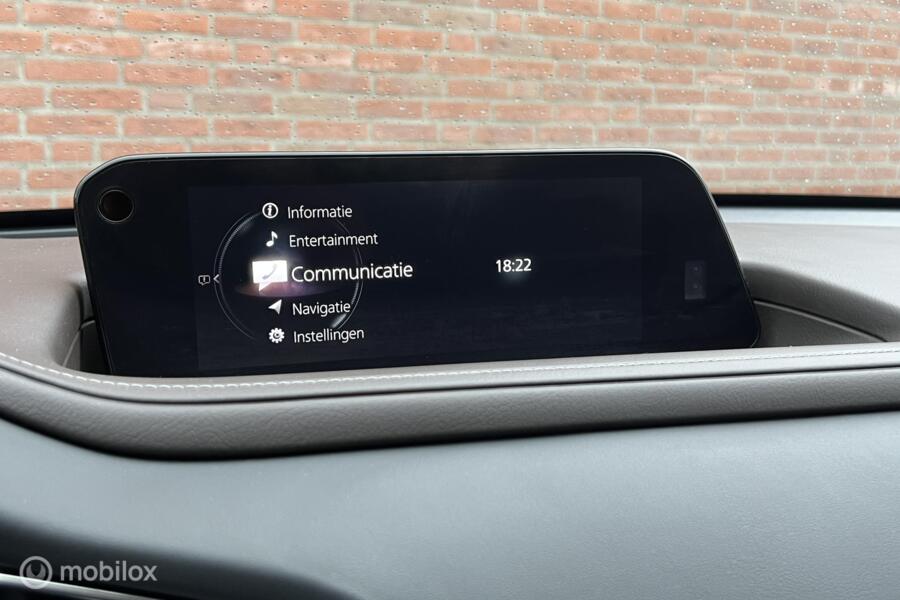 Informatie
Entertainment
Communicatie
18:22
Navigatie
Instellingen
mobilox